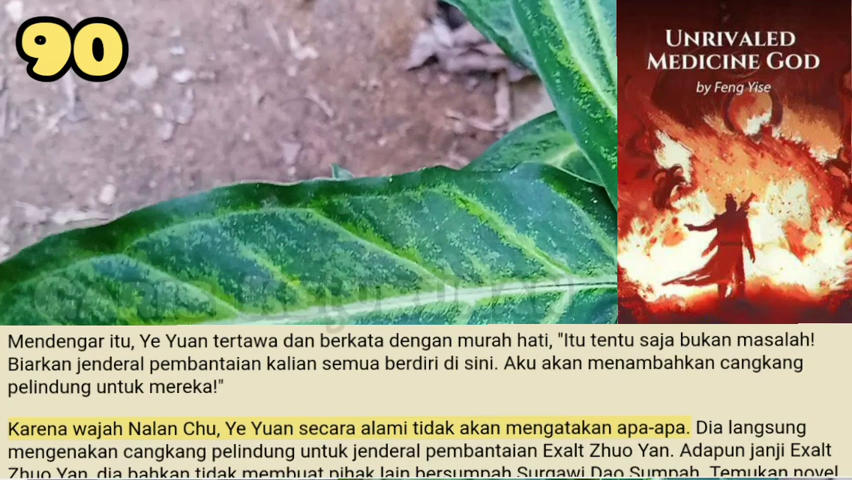 90
UNRIVALED
MEDICINE GOD
by Feng Yise
Mendengar itu, Ye Yuan tertawa dan berkata dengan murah hati, "Itu tentu saja bukan masalah!
Biarkan jenderal pembantaian kalian semua berdiri di sini. Aku akan menambahkan cangkang
pelindung untuk mereka!"
Karena wajah Nalan Chu, Ye Yuan secara alami tidak akan mengatakan apa-apa. Dia langsung
mengenakan cangkang pelindung untuk jenderal pembantaian Exalt Zhuo Yan. Adapun janji Exalt
Zhuo Yan, dia bahkan tidak membuat pihak lain bersumpah Surgawi Dao Sumpah. Temukan novel